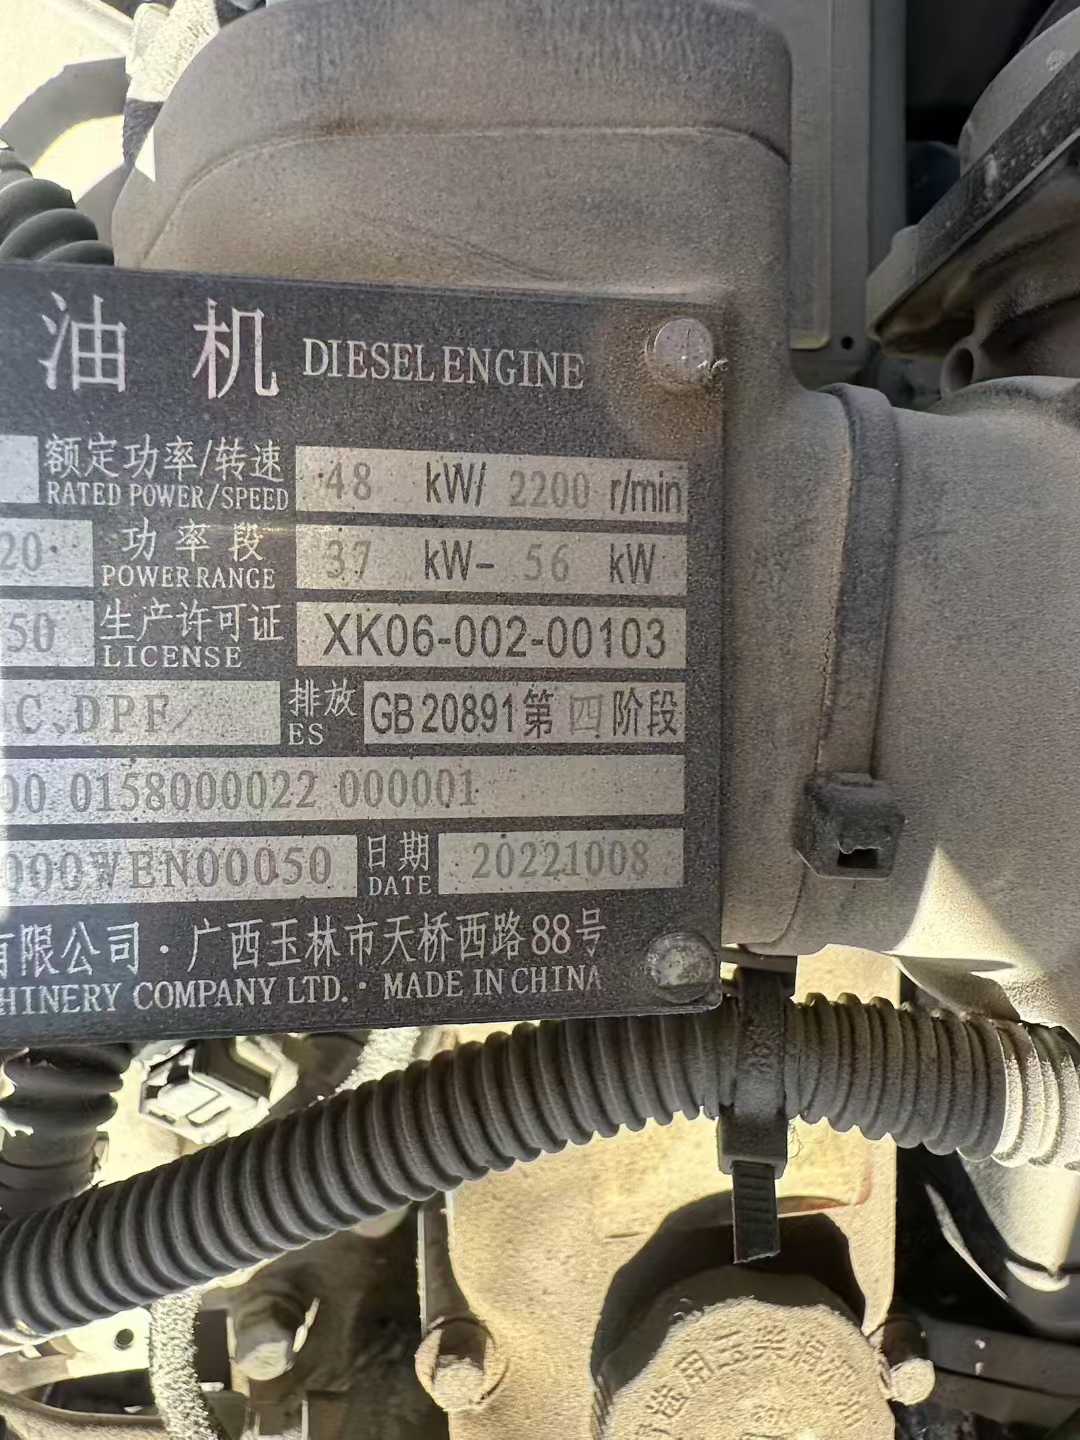 油 机 DIESEL ENGINE
额定功率/转速 48 kW/ 2200 r/min
RATED POWER/SPEED
20 功率段 37 kW- 56 kW
POWER RANGE
50 生产许可证 XK06-002-00103
LICENSE
C、DPF/ 排放 GB 20891 第四阶段
ES
00 0158000022 000001
000WEN00050 日期 20221008
DATE
有限公司·广西玉林市天桥西路88号
HINERY COMPANY LTD.·MADE IN CHINA
用玉柴润